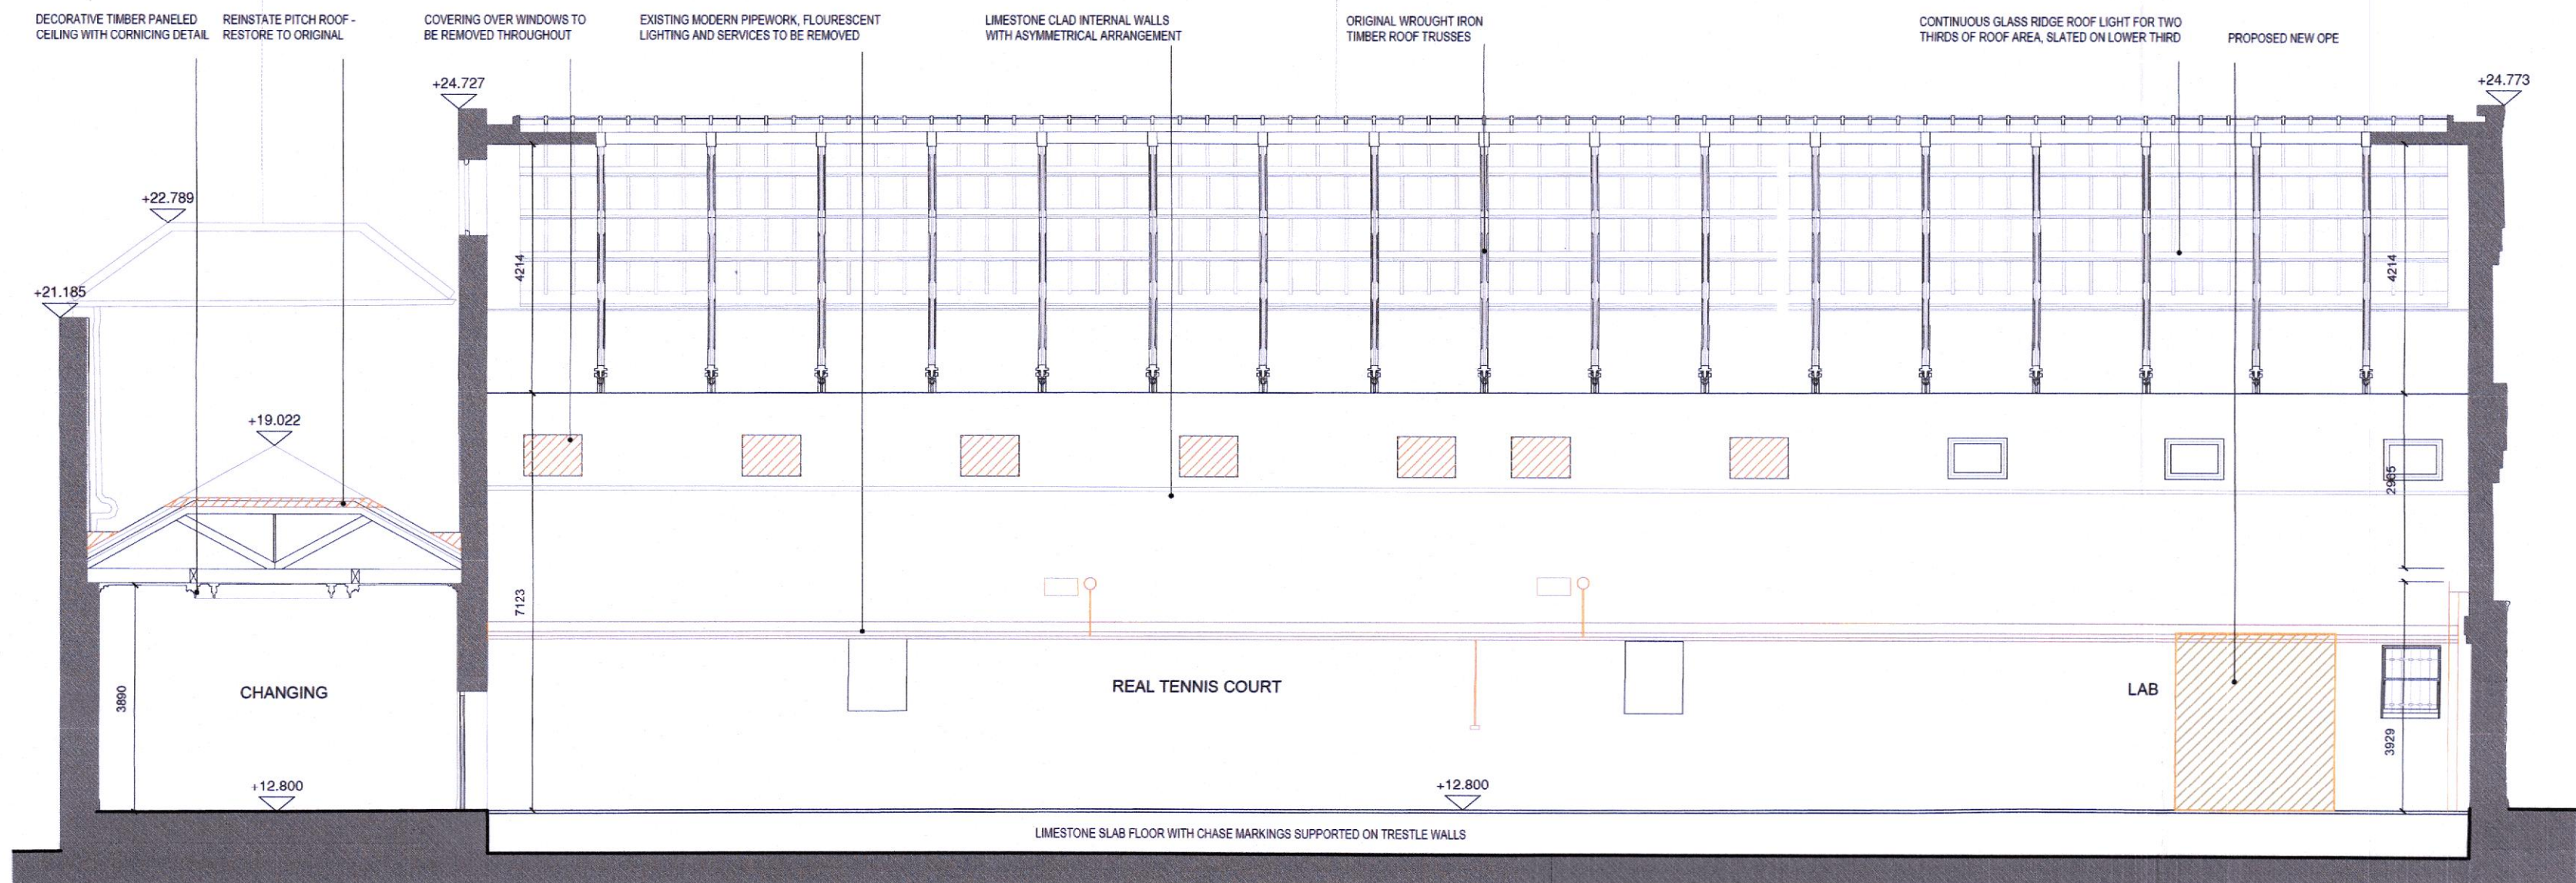 DECORATIVE TIMBER PANELED
CEILING WITH CORNICING DETAIL
REINSTATE PITCH ROOF -
RESTORE TO ORIGINAL
COVERING OVER WINDOWS TO
BE REMOVED THROUGHOUT
EXISTING MODERN PIPEWORK, FLOURESCENT
LIGHTING AND SERVICES TO BE REMOVED
LIMESTONE CLAD INTERNAL WALLS
WITH ASYMMETRICAL ARRANGEMENT
ORIGINAL WROUGHT IRON
TIMBER ROOF TRUSSES
CONTINUOUS GLASS RIDGE ROOF LIGHT FOR TWO
THIRDS OF ROOF AREA, SLATED ON LOWER THIRD
PROPOSED NEW OPE
+24.727
+24.773
+22.789
+21.185
4214
4214
+19.022
2985
7123
3890
CHANGING
REAL TENNIS COURT
LAB
3929
+12.800
+12.800
LIMESTONE SLAB FLOOR WITH CHASE MARKINGS SUPPORTED ON TRESTLE WALLS